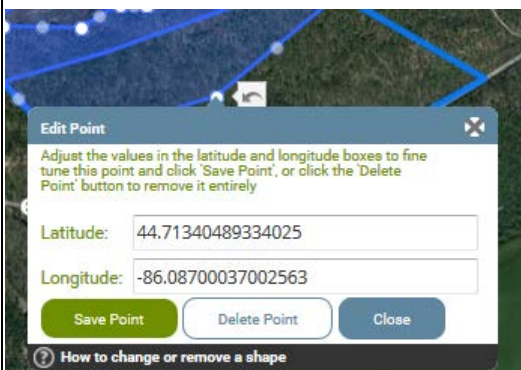 Edit Point
Adjust the values in the latitude and longitude boxes to fine
tune this point and click 'Save Point', or click the 'Delete
Point' button to remove it entirely
Latitude: 44.71340489334025
Longitude: -86.08700037002563
Save Point Delete Point Close
? How to change or remove a shape